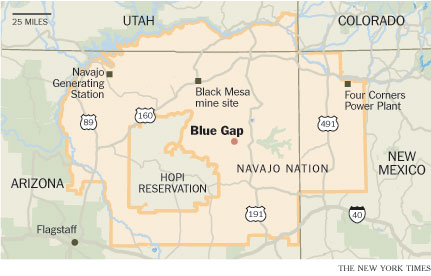 25 MILES
UTAH
COLORADO
Navajo
Generating
Station
Black Mesa
mine site
Four Corners
Power Plant
89
160
Blue Gap
491
HOPI
RESERVATION
NAVAJO NATION
NEW
MEXICO
ARIZONA
191
40
Flagstaff
THE NEW YORK TIMES